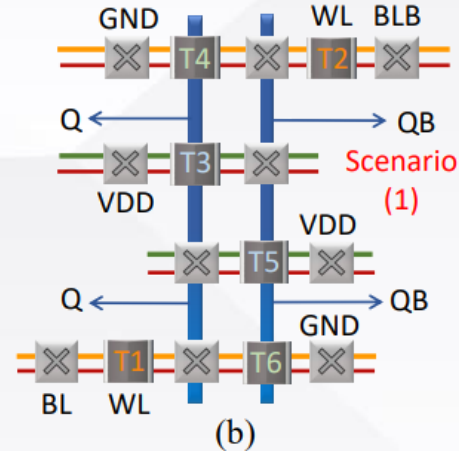 GND WL BLB
T4 T2
Q QB
T3 Scenario
VDD (1)
VDD
T5
Q QB
GND
T1 T6
BL WL
(b)